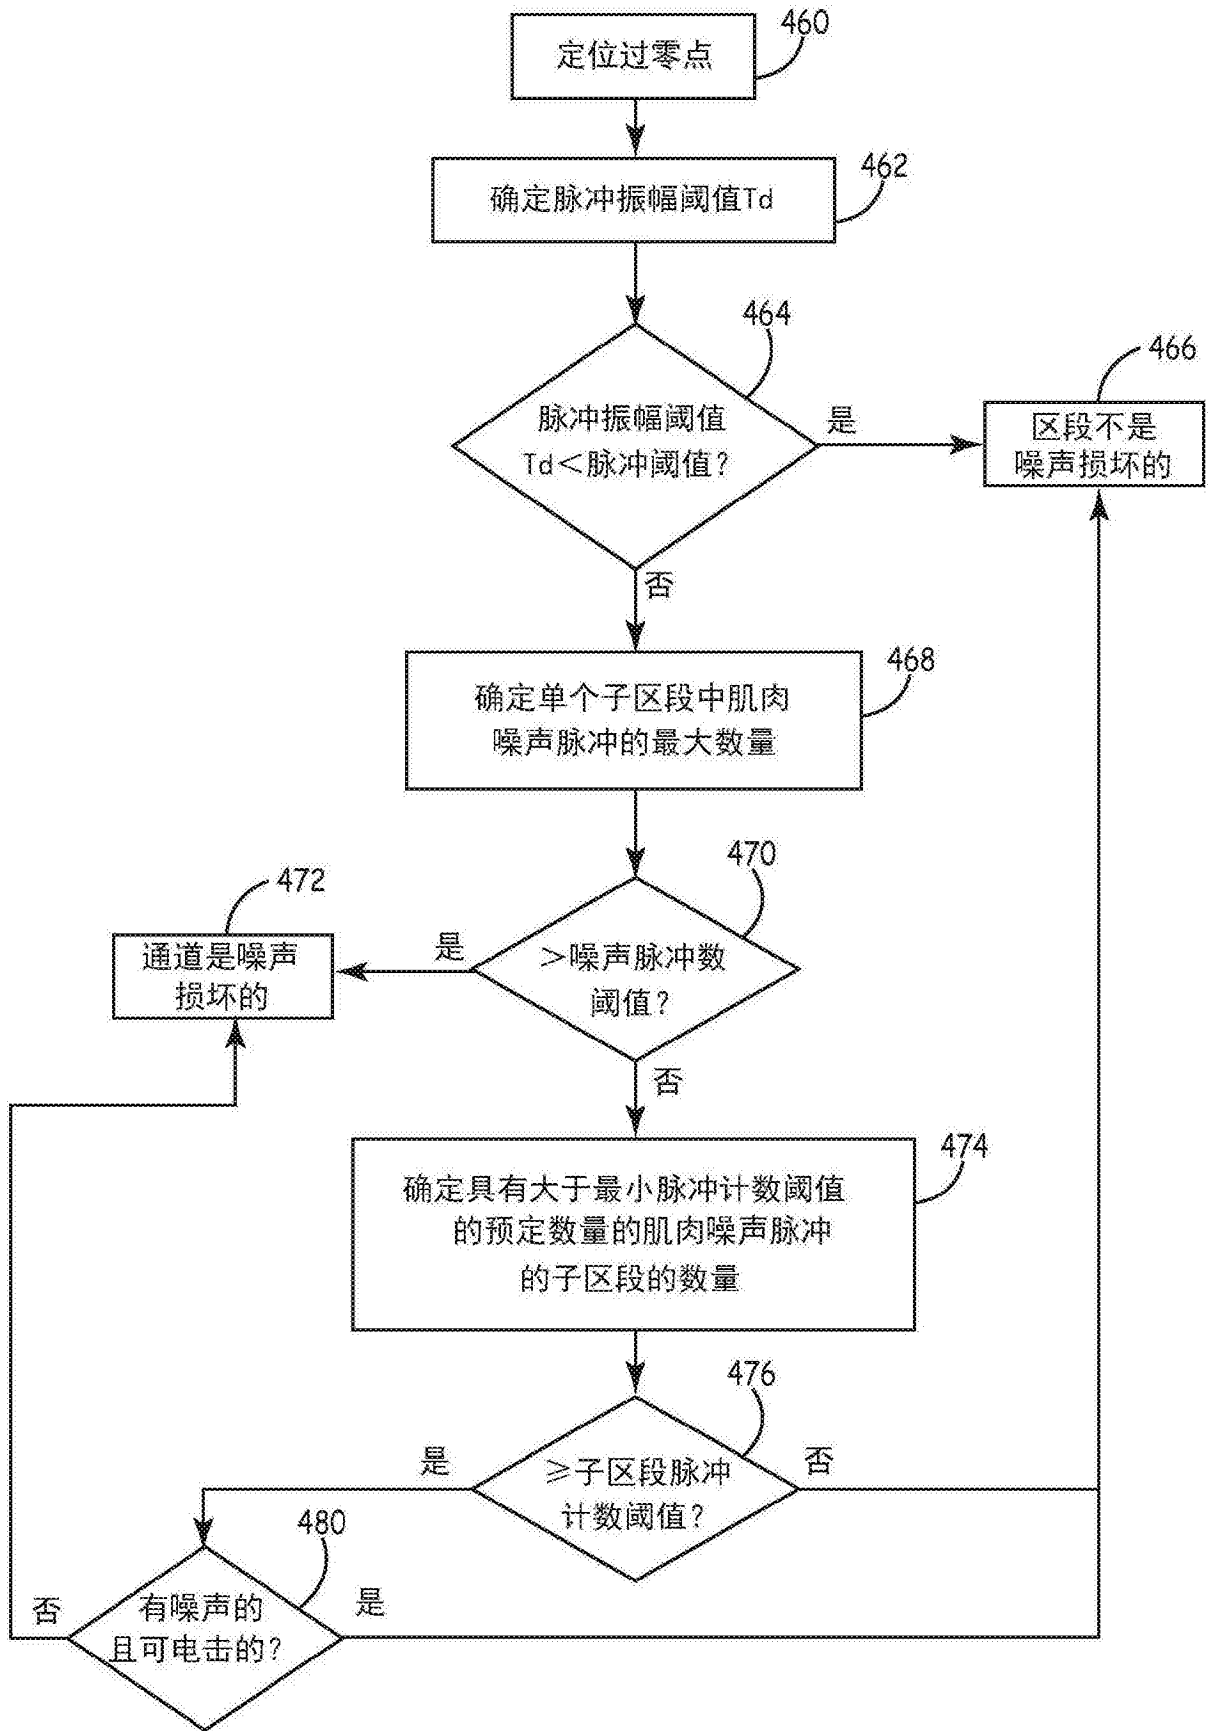 460
定位过零点
462
确定脉冲振幅阈值Td
464
脉冲振幅阈值
Td＜脉冲阈值？
是
466
区段不是
噪声损坏的
否
468
确定单个子区段中肌肉
噪声脉冲的最大数量
470
＞噪声脉冲数
阈值？
是
472
通道是噪声
损坏的
否
474
确定具有大于最小脉冲计数阈值
的预定数量的肌肉噪声脉冲
的子区段的数量
476
≥子区段脉冲
计数阈值？
是
否
480
有噪声的
且可电击的？
否
是